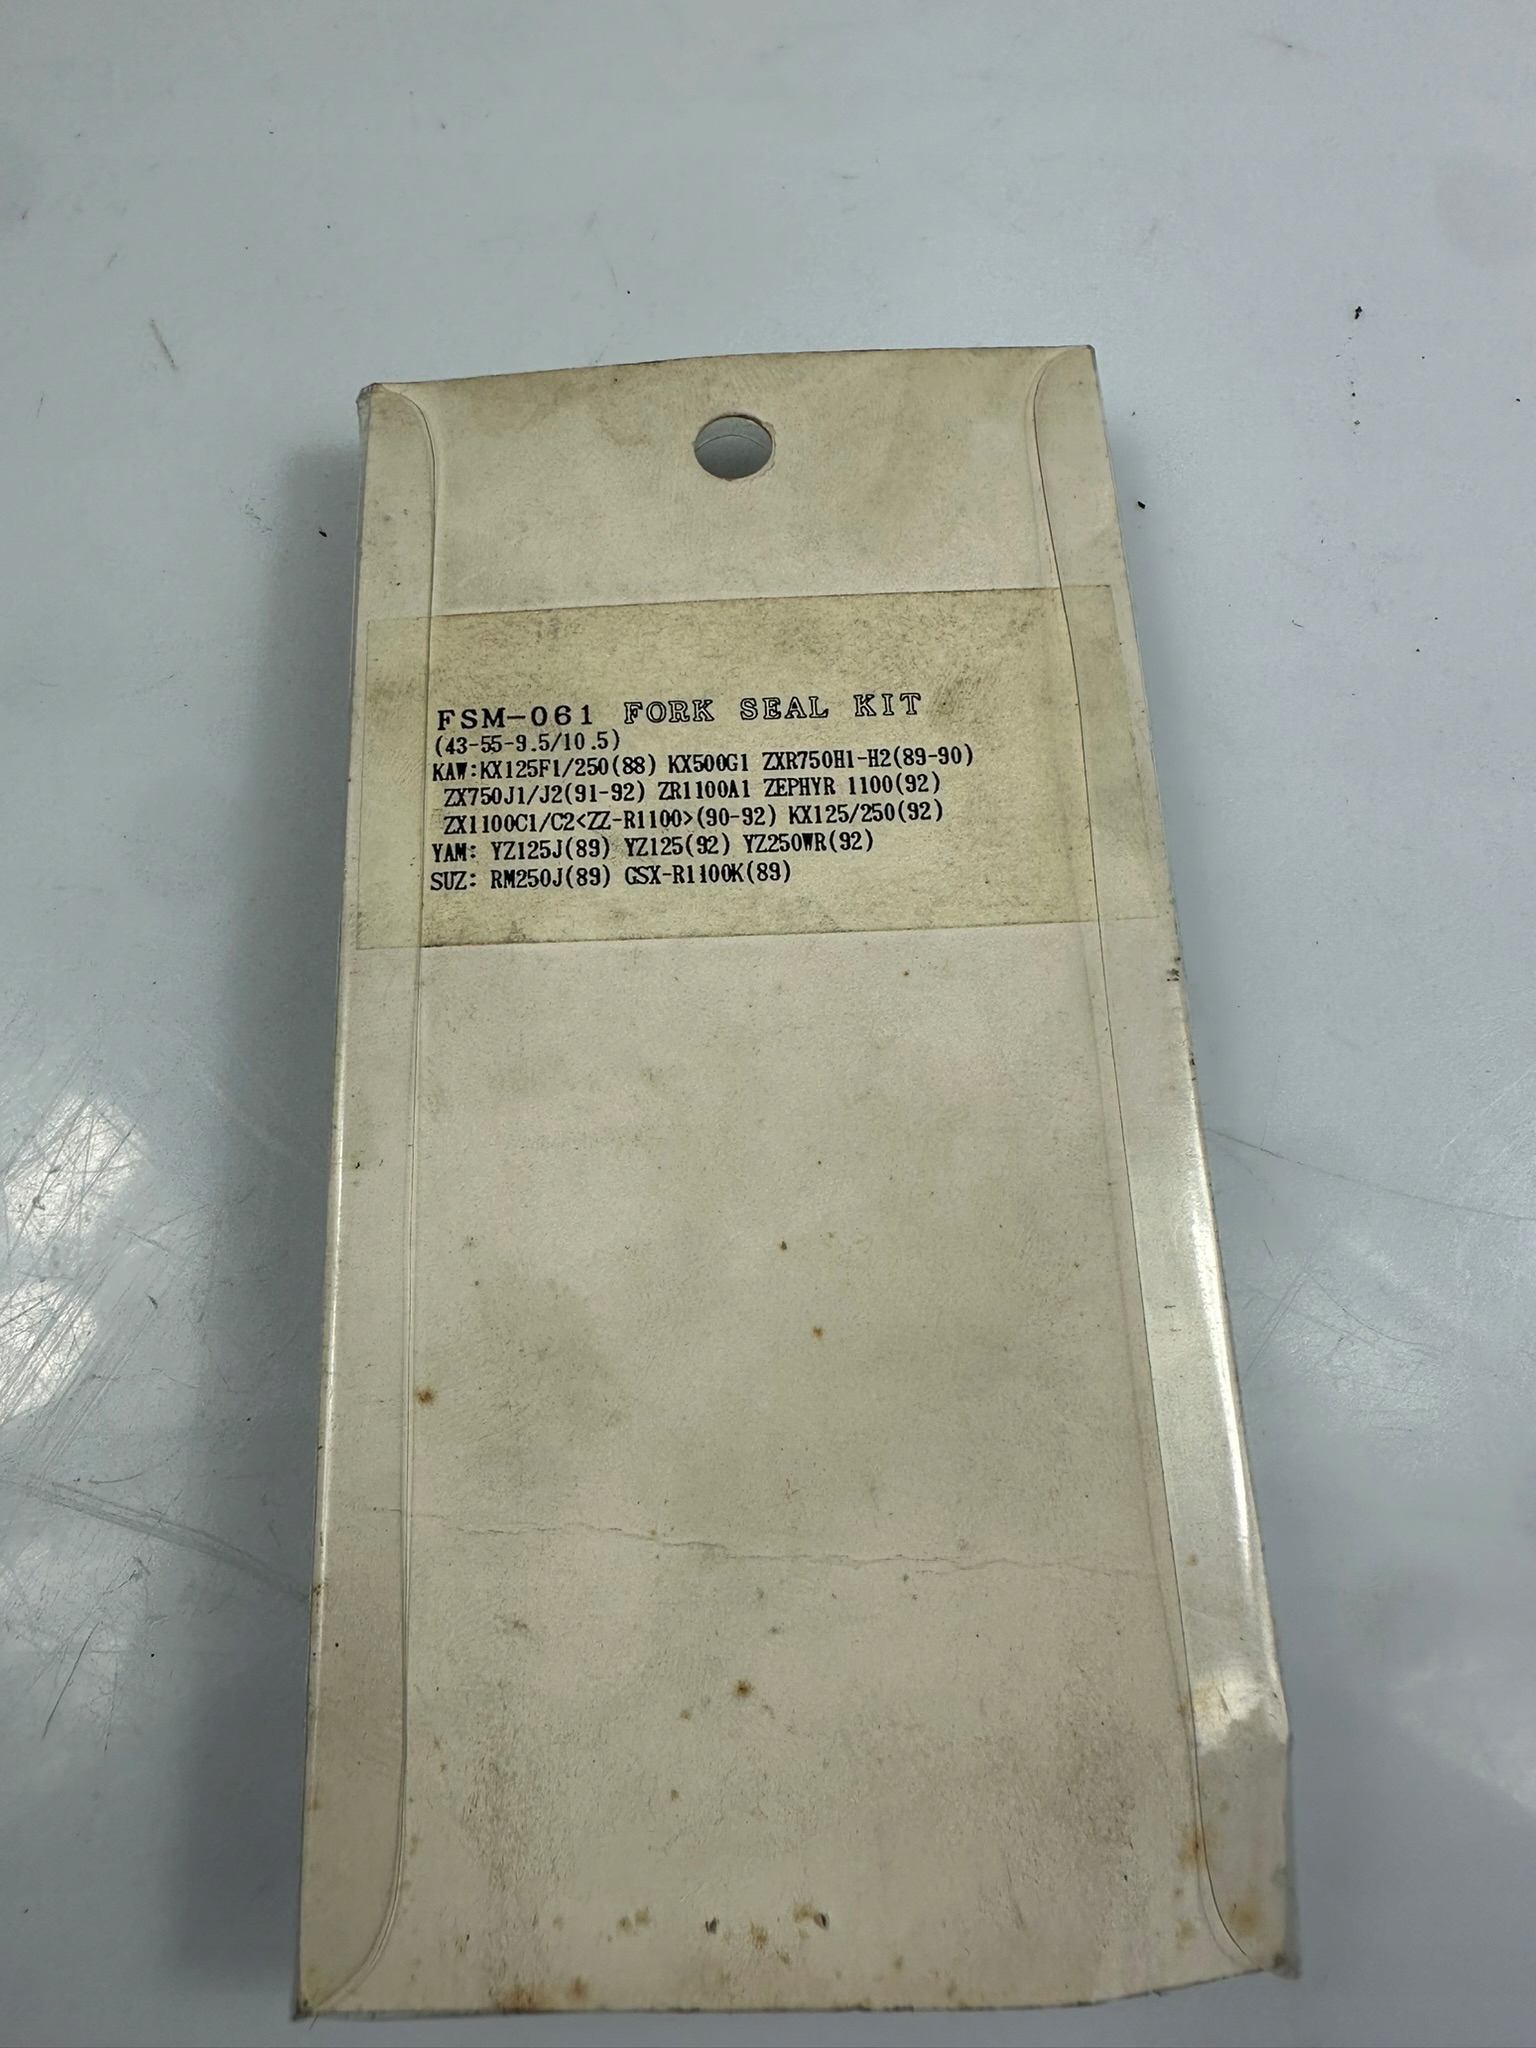 FSM-061 FORK SEAL KIT
(43-55-9.5/10.5)
KAW:KX125F1/250(88) KX500G1 ZXR750H1-H2(89-90)
ZX750J1/J2(91-92) ZR1100A1 ZEPHYR 1100(92)
ZX1100C1/C2<ZZ-R1100>(90-92) KX125/250(92)
YAM: YZ125J(89) YZ125(92) YZ250WR(92)
SUZ: RM250J(89) GSX-R1100K(89)